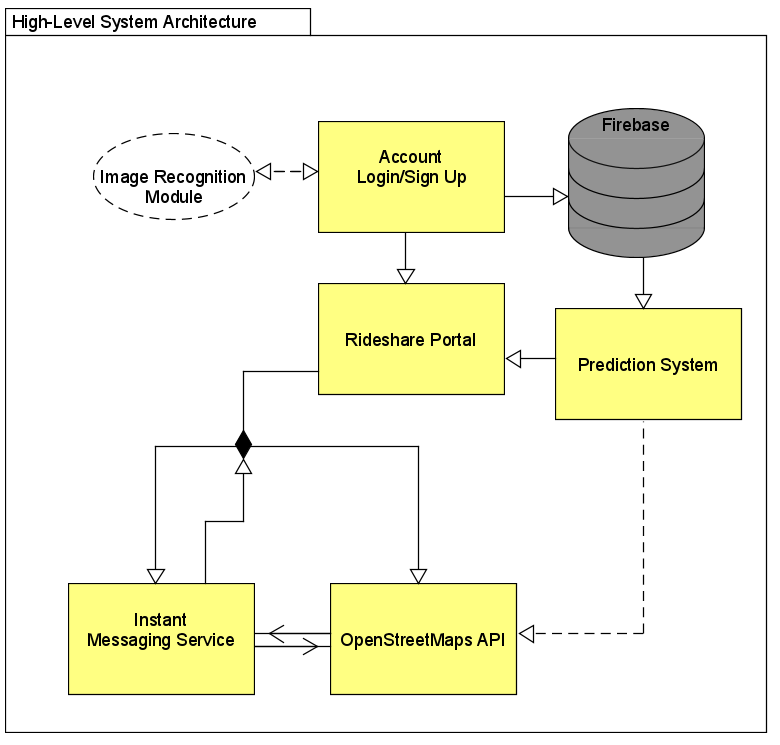 High-Level System Architecture
Firebase
Account
Login/Sign Up
Image Recognition
Module
Rideshare Portal
Prediction System
Instant
Messaging Service
OpenStreetMaps API